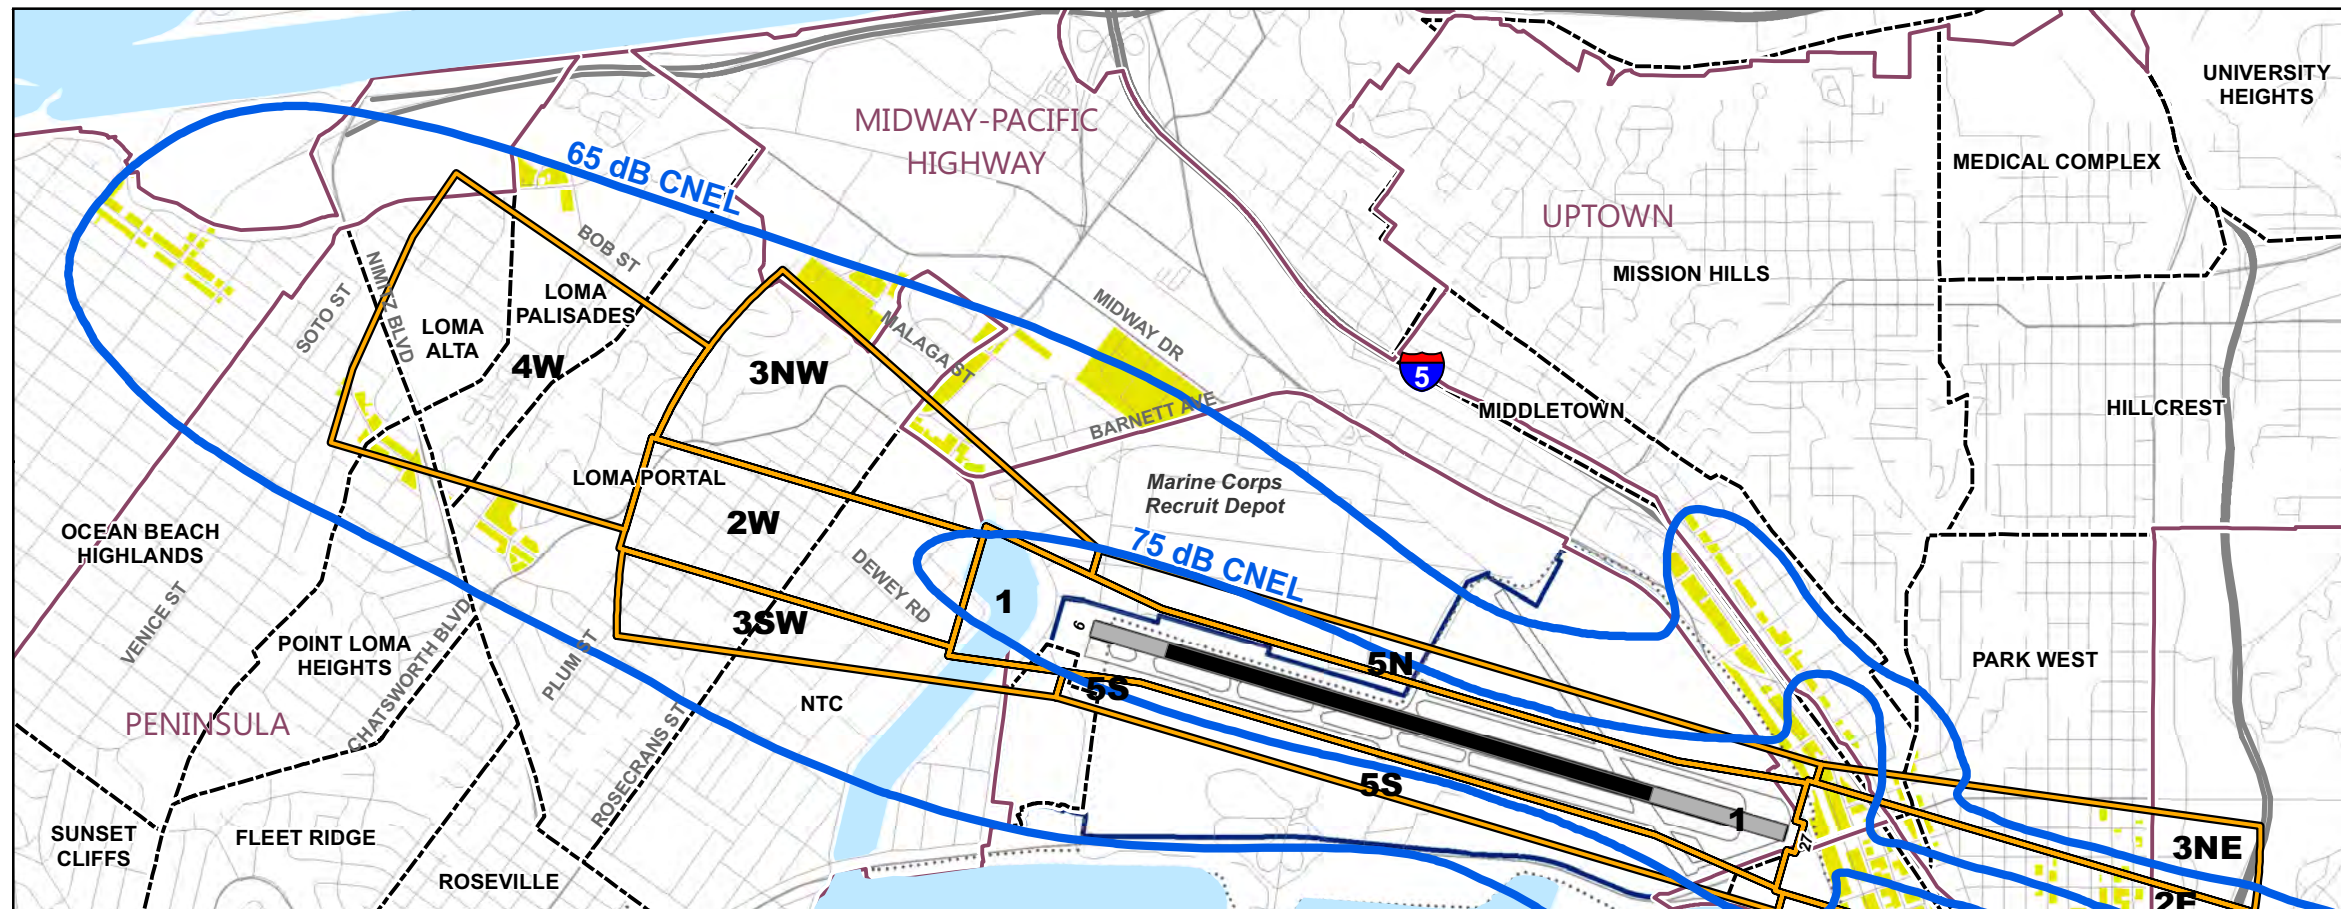 UNIVERSITY
HEIGHTS
MIDWAY-PACIFIC
HIGHWAY
65 dB CNEL
MEDICAL COMPLEX
UPTOWN
BOB ST
NIMITZ BLVD
MISSION HILLS
SOTO ST
LOMA
PALISADES
LOMA
ALTA
MIDWAY DR
MALAGA ST
4W
3NW
5
BARNETT AVE
MIDDLETOWN
HILLCREST
LOMA PORTAL
Marine Corps
Recruit Depot
2W
OCEAN BEACH
HIGHLANDS
75 dB CNEL
DEWEY RD
1
VENICE ST
3SW
9
POINT LOMA
HEIGHTS
CHATSWORTH BLVD
PLUM ST
5N
PARK WEST
5S
NTC
PENINSULA
ROSECRANS ST
5S
1
27
SUNSET
CLIFFS
FLEET RIDGE
3NE
ROSEVILLE
2E